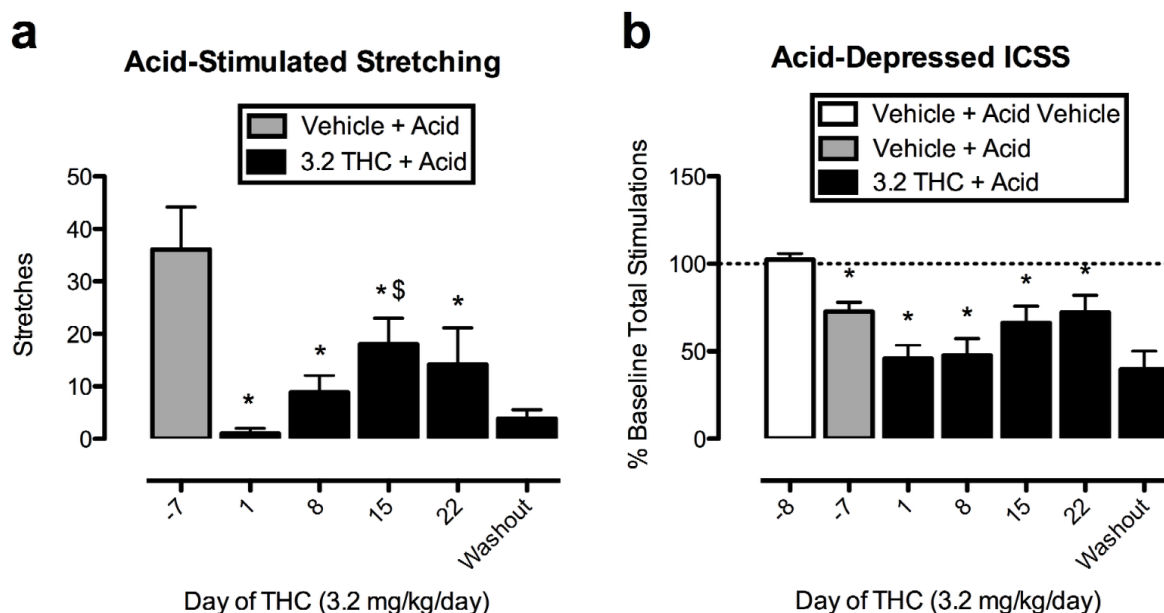 a
Acid-Stimulated Stretching
Vehicle + Acid
3.2 THC + Acid
Stretches
50
40
30
20
10
0
*
*
* $
*
-7
1
8
15
22
Washout
Day of THC (3.2 mg/kg/day)
b
Acid-Depressed ICSS
Vehicle + Acid Vehicle
Vehicle + Acid
3.2 THC + Acid
% Baseline Total Stimulations
150
100
50
0
*
*
*
*
*
-8
-7
1
8
15
22
Washout
Day of THC (3.2 mg/kg/day)